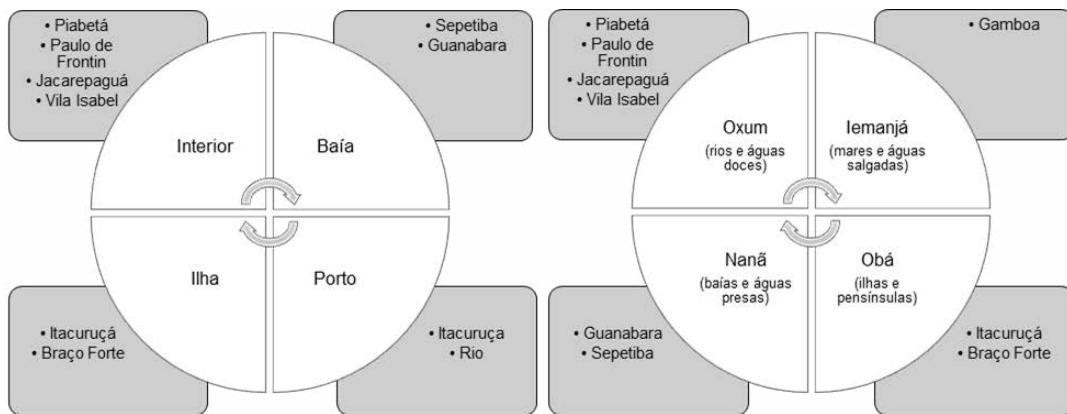 • Piabetá
• Paulo de
Frontin
• Jacarepaguá
• Vila Isabel
• Sepetiba
• Guanabara
Interior
Baía
Ilha
Porto
• Itacuruçá
• Braço Forte
• Itacuruça
• Rio
• Piabetá
• Paulo de
Frontin
• Jacarepaguá
• Vila Isabel
• Gamboa
Oxum
(rios e águas
doces)
Iemanjá
(mares e águas
salgadas)
Nanã
(baías e águas
presas)
Obá
(ilhas e
pensínsulas)
• Guanabara
• Sepetiba
• Itacuruçá
• Braço Forte